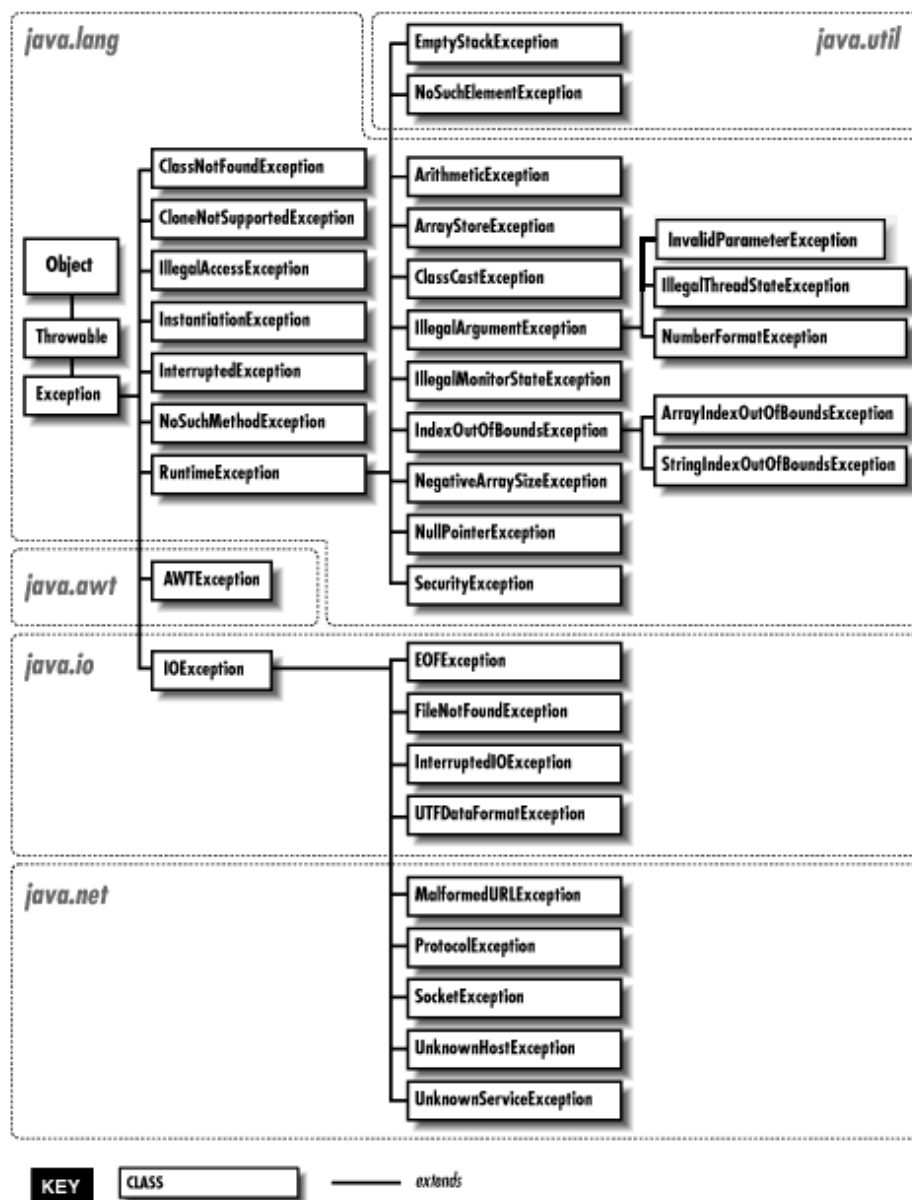 java.lang
java.util
EmptyStackException
NoSuchElementException
ClassNotFoundException
CloneNotSupportedException
IllegalAccessException
InstantiationException
InterruptedException
NoSuchMethodException
RuntimeException
Object
Throwable
Exception
ArithmeticException
ArrayStoreException
ClassCastException
IllegalArgumentException
IllegalMonitorStateException
IndexOutOfBoundsException
NegativeArraySizeException
NullPointerException
SecurityException
InvalidParameterException
IllegalThreadStateException
NumberFormatException
ArrayIndexOutOfBoundsException
StringIndexOutOfBoundsException
java.awt
AWTException
java.io
IOException
EOFException
FileNotFoundException
InterruptedIOException
UTFDataFormatException
java.net
MalformedURLException
ProtocolException
SocketException
UnknownHostException
UnknownServiceException
KEY
CLASS
extends